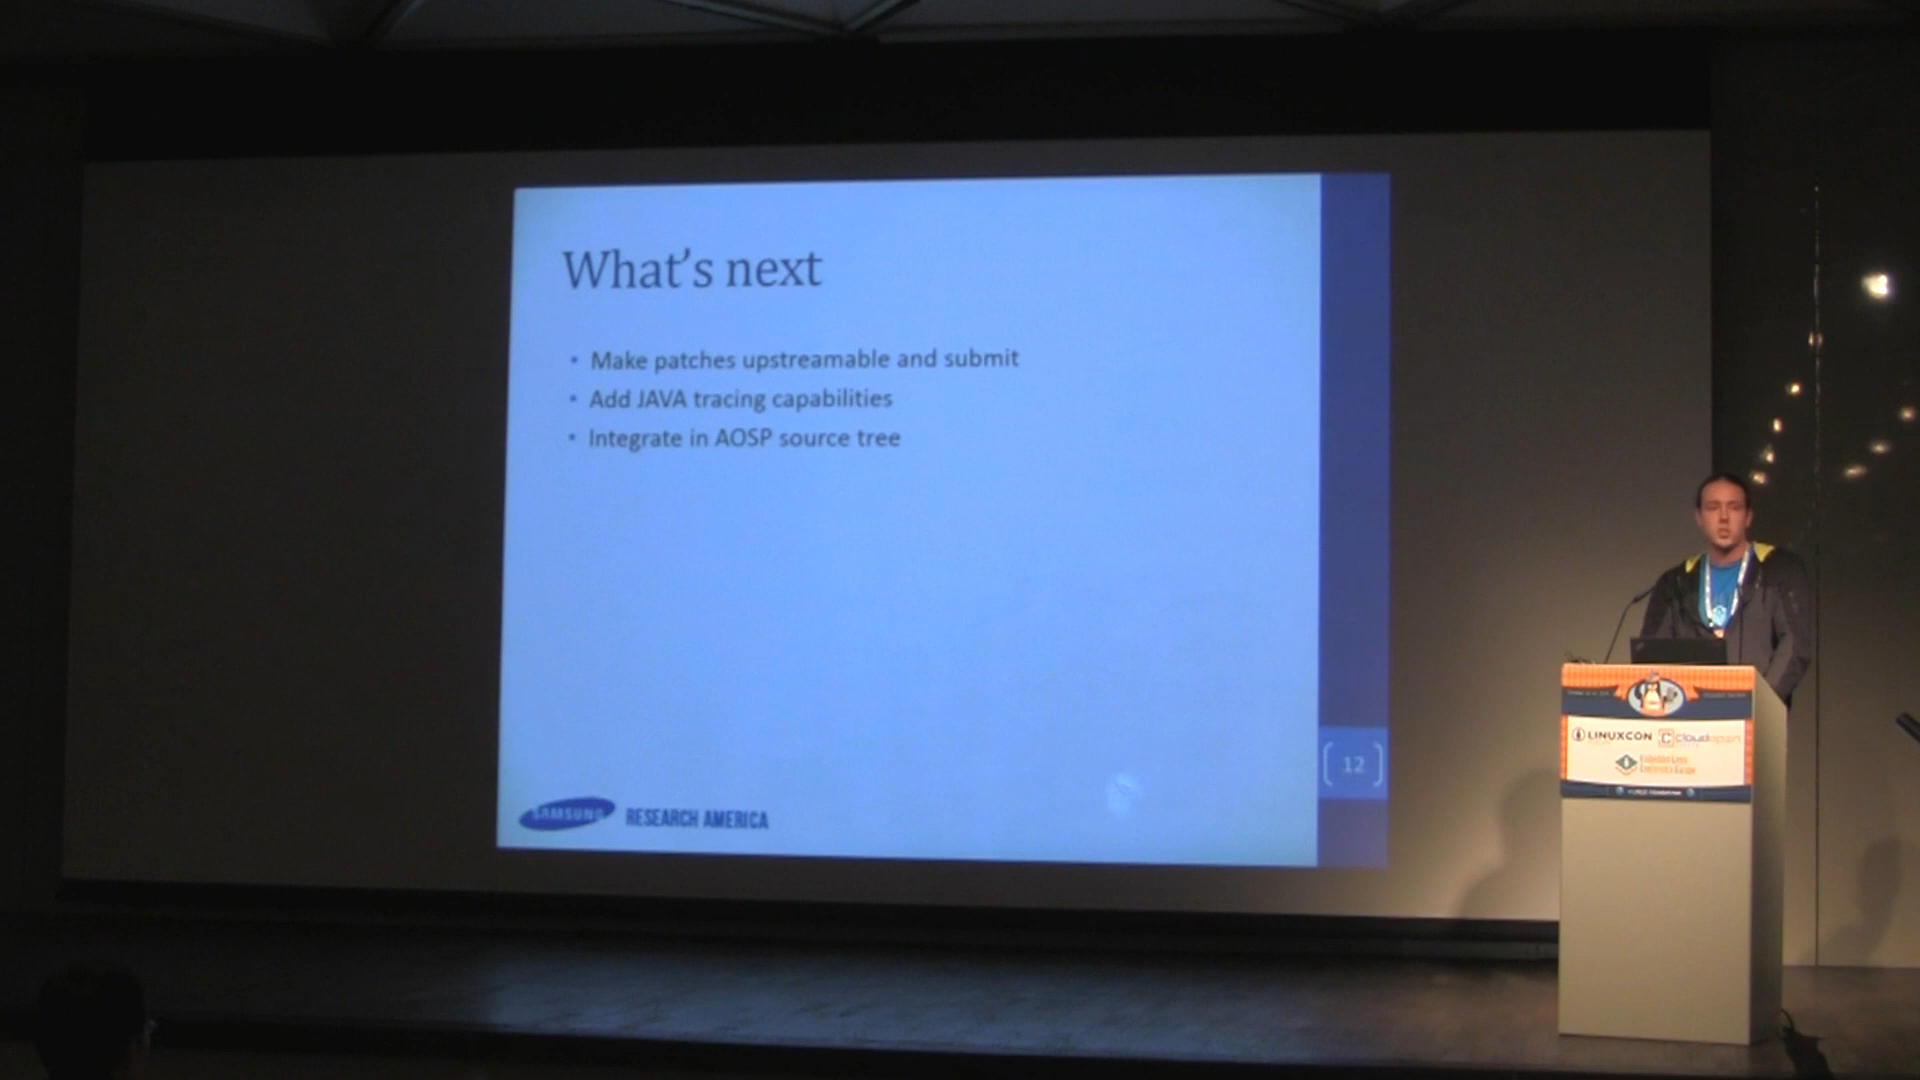 What's next
• Make patches upstreamable and submit
• Add JAVA tracing capabilities
• Integrate in AOSP source tree
12
SAMSUNG RESEARCH AMERICA
LINUXCON cloudopen